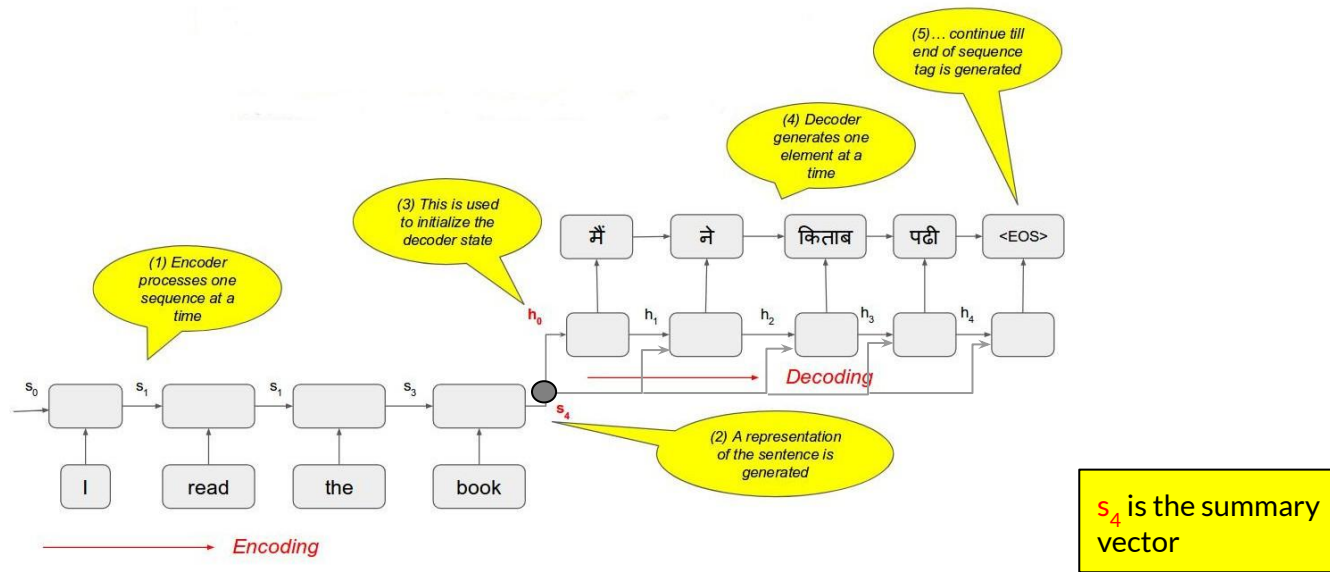 (5)… continue till
end of sequence
tag is generated
(4) Decoder
generates one
element at a
time
(3) This is used
to initialize the
decoder state
मैं ने किताब पढी <EOS>
(1) Encoder
processes one
sequence at a
time
h0 h1 h2 h3 h4
Decoding
s0 s1 s1 s3
s4
(2) A representation
of the sentence is
generated
I read the book
Encoding
s4 is the summary
vector